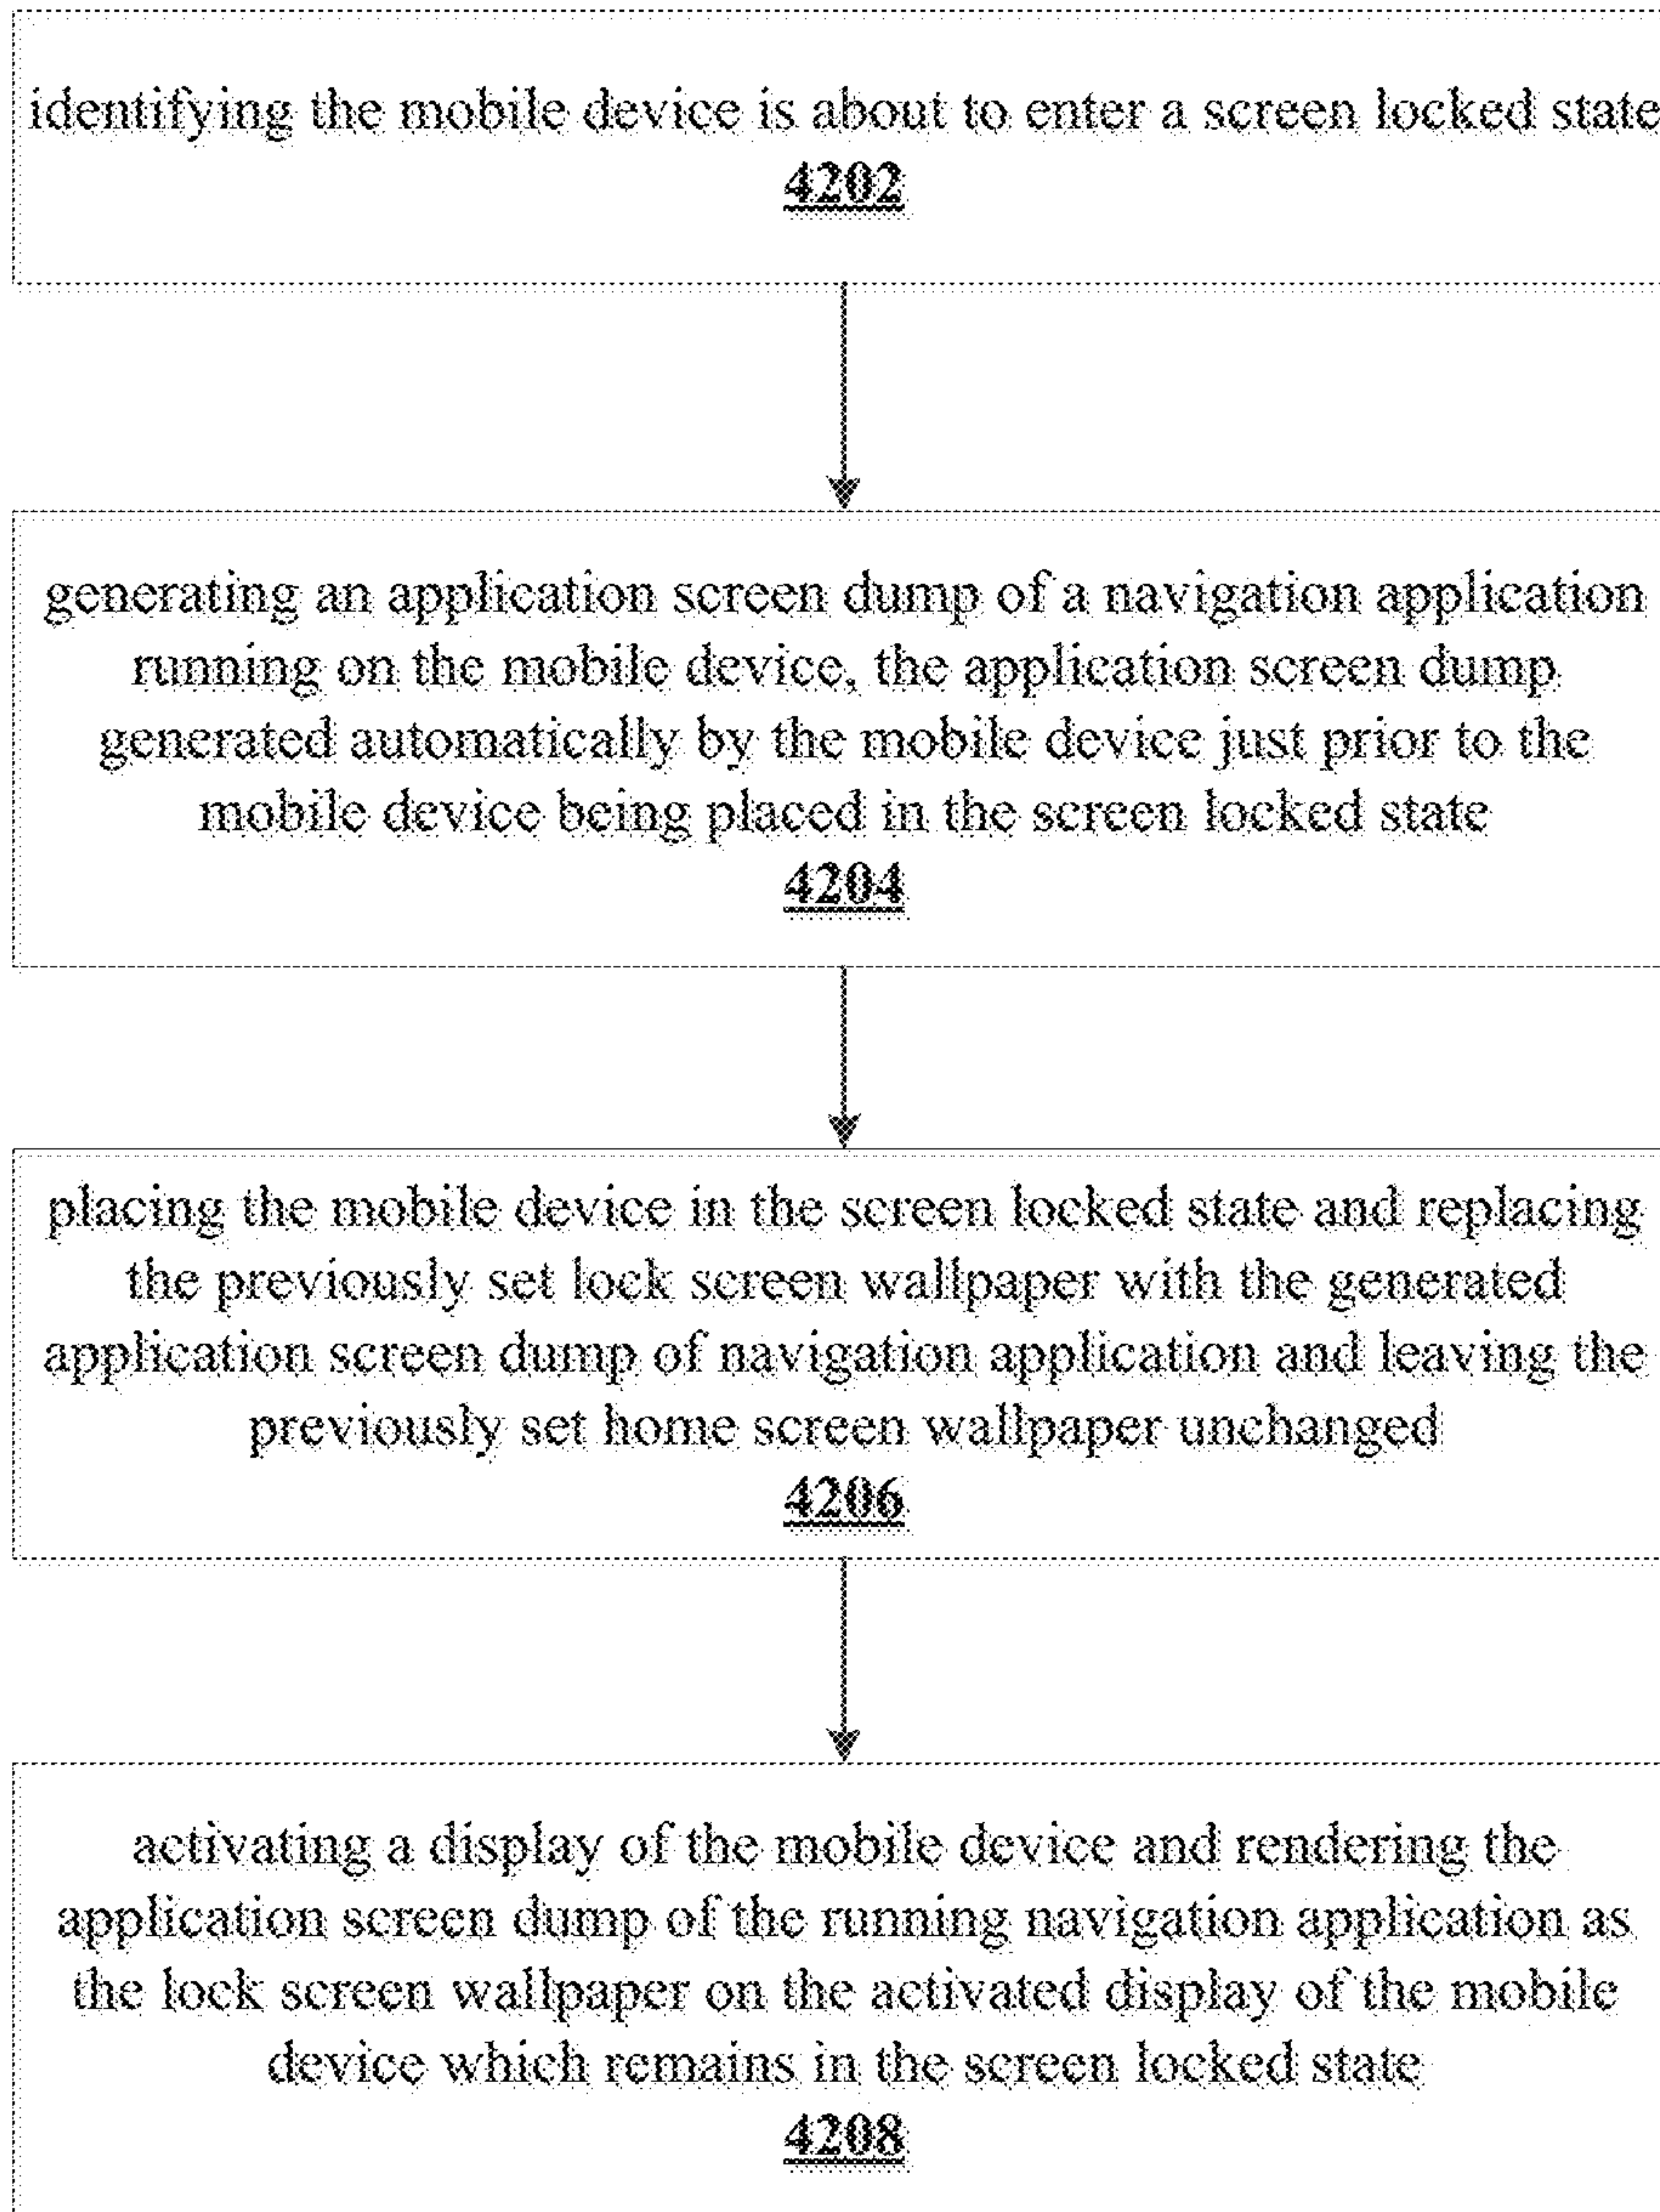 identifying the mobile device is about to enter a screen locked state
4202
generating an application screen dump of a navigation application
running on the mobile device, the application screen dump
generated automatically by the mobile device just prior to the
mobile device being placed in the screen locked state
4204
placing the mobile device in the screen locked state and replacing
the previously set lock screen wallpaper with the generated
application screen dump of navigation application and leaving the
previously set home screen wallpaper unchanged
4206
activating a display of the mobile device and rendering the
application screen dump of the running navigation application as
the lock screen wallpaper on the activated display of the mobile
device which remains in the screen locked state
4208